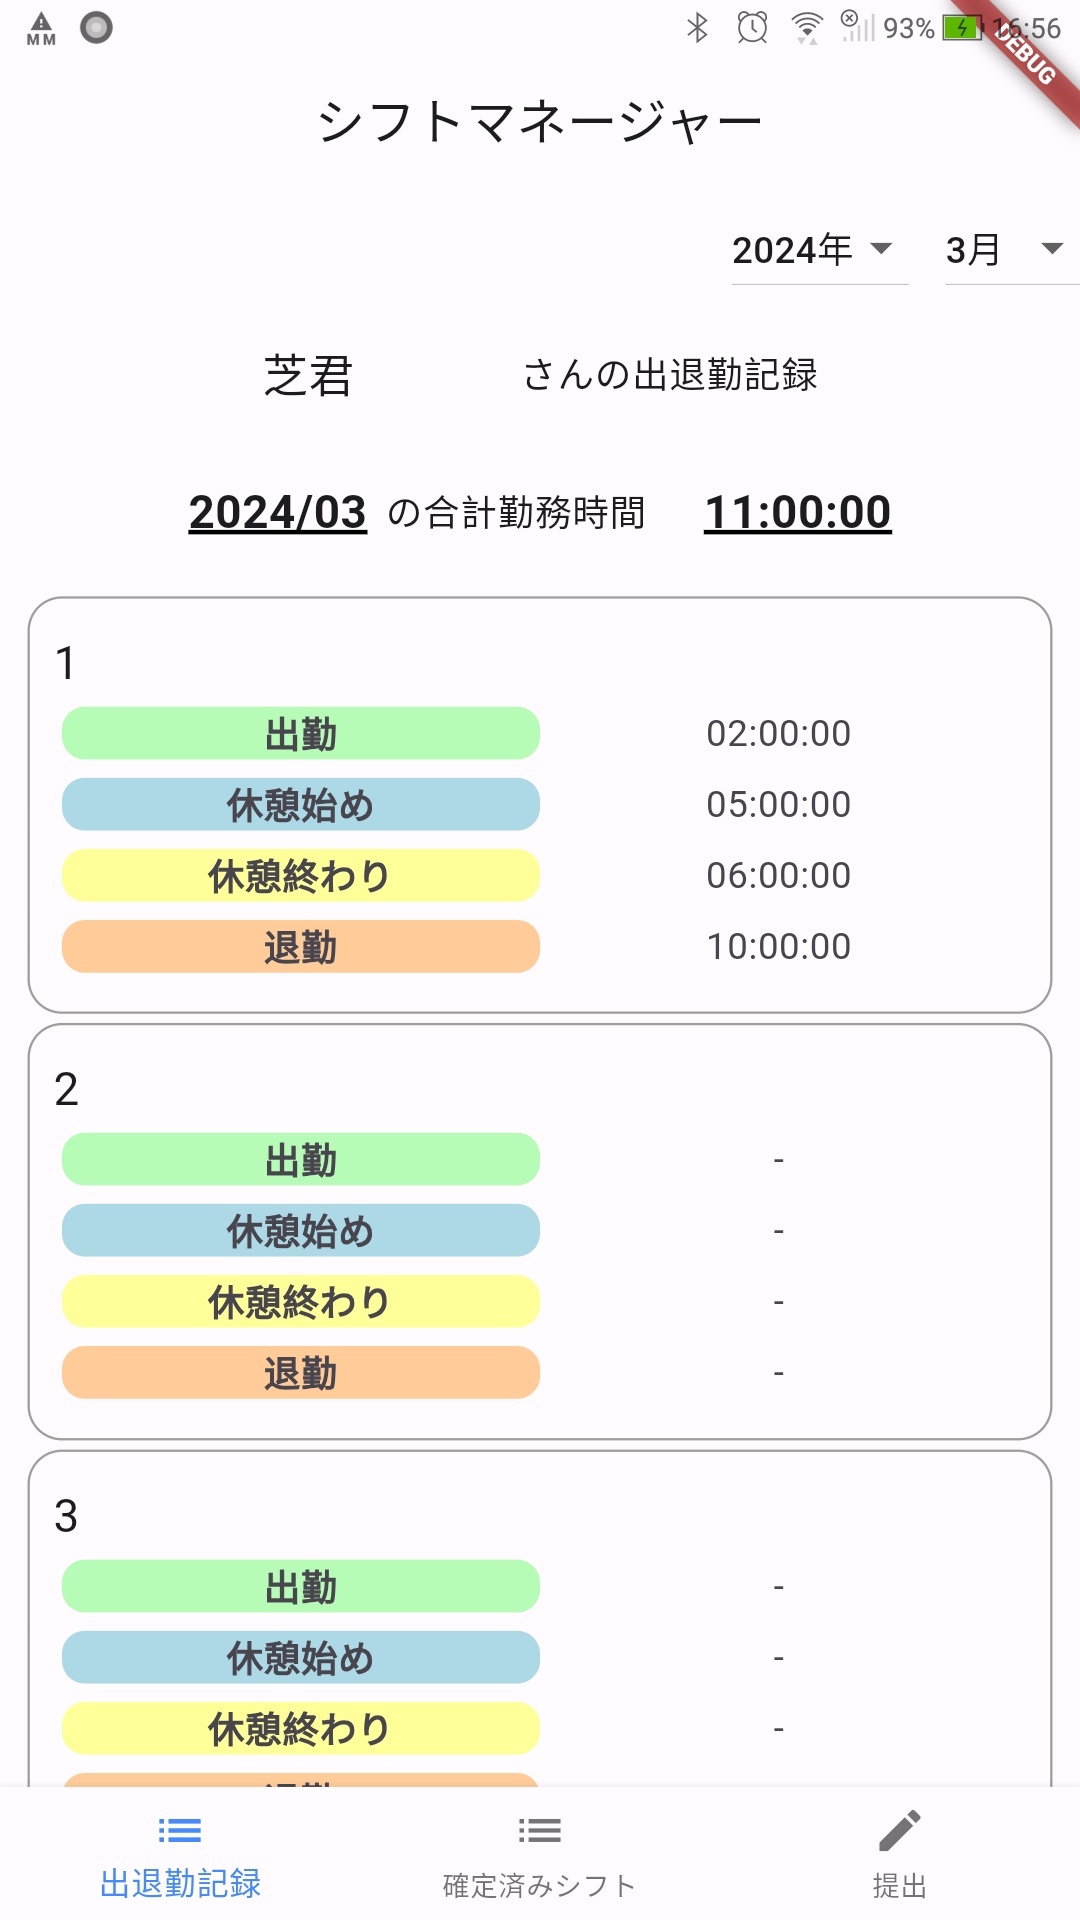 MM 93% 16:56
DEBUG
シフトマネージャー
2024年 3月
芝君 さんの出退勤記録
2024/03 の合計勤務時間 11:00:00
1
出勤 02:00:00
休憩始め 05:00:00
休憩終わり 06:00:00
退勤 10:00:00
2
出勤 -
休憩始め -
休憩終わり -
退勤 -
3
出勤 -
休憩始め -
休憩終わり -
退勤
出退勤記録 確定済みシフト 提出